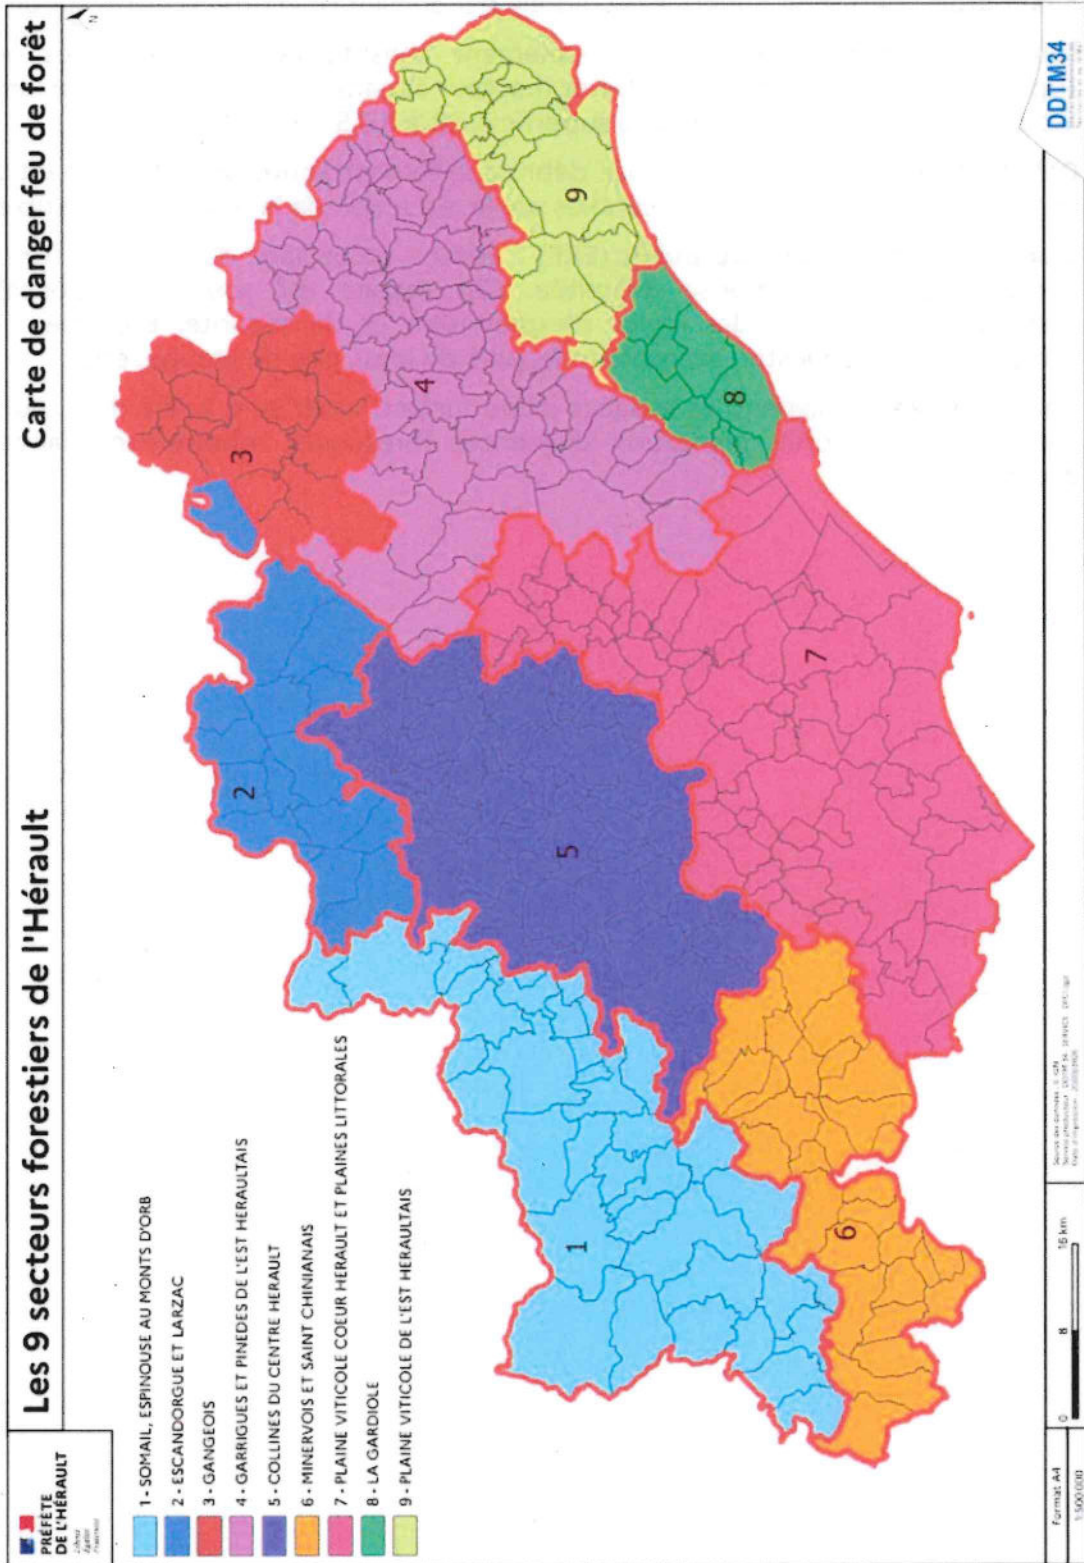 PRÉFÈTE
DE L'HÉRAULT
Les 9 secteurs forestiers de l'Hérault
Carte de danger feu de forêt
N
1 - SOMAIL, ESPINOUSE AU MONTS D'ORB
2 - ESCANDORGUE ET LARZAC
3 - GANGEOIS
4 - GARRIGUES ET PINEDES DE L'EST HERAULTAIS
5 - COLLINES DU CENTRE HERAULT
6 - MINERVOIS ET SAINT CHINIANAIS
7 - PLAINE VITICOLE COEUR HERAULT ET PLAINES LITTORALES
8 - LA GARDIOLE
9 - PLAINE VITICOLE DE L'EST HERAULTAIS
1
2
3
4
5
6
7
8
9
Format A4
1:500 000
0 8 16 km
DDTM34